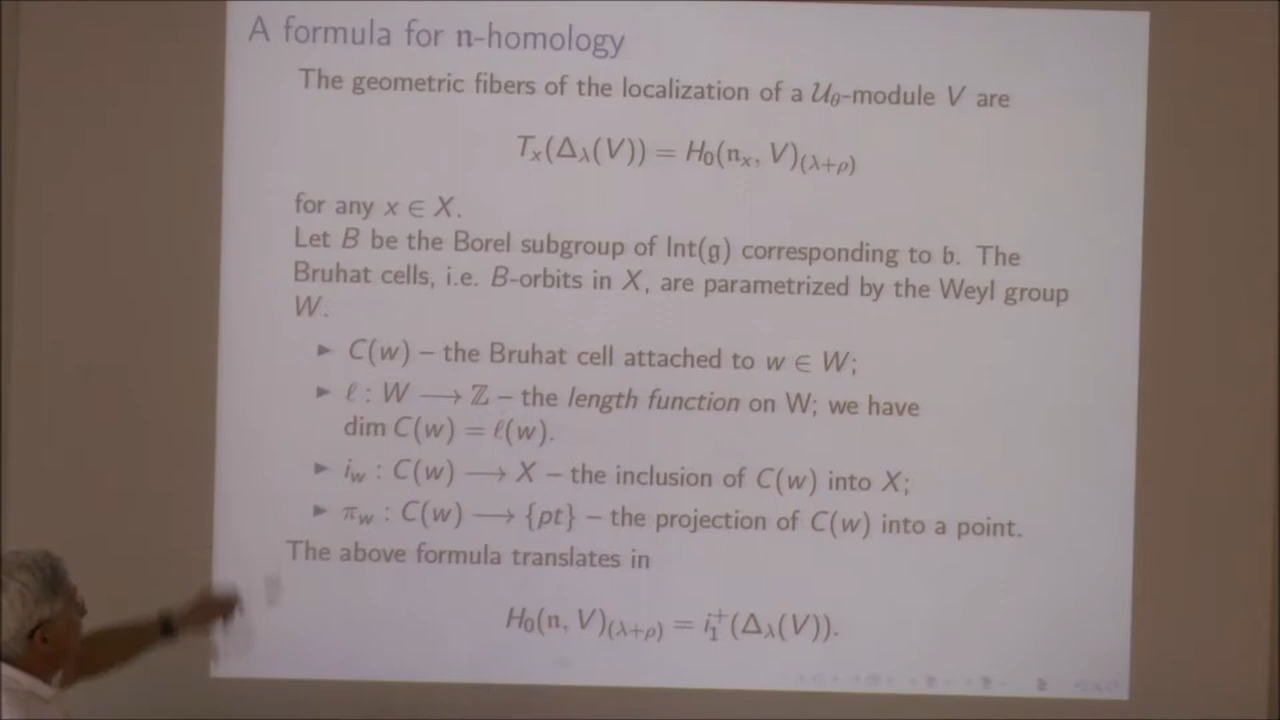 A formula for n-homology
The geometric fibers of the localization of a 𝒰_θ-module V are
T_x(Δ_λ(V)) = H_0(𝔫_x, V)_(λ+ρ)
for any x ∈ X.
Let B be the Borel subgroup of Int(𝔤) corresponding to 𝔟. The
Bruhat cells, i.e. B-orbits in X, are parametrized by the Weyl group
W.
► C(w) – the Bruhat cell attached to w ∈ W;
► ℓ : W ⟶ ℤ – the length function on W; we have
dim C(w) = ℓ(w).
► i_w : C(w) ⟶ X – the inclusion of C(w) into X;
► π_w : C(w) ⟶ {pt} – the projection of C(w) into a point.
The above formula translates in
H_0(𝔫, V)_(λ+ρ) = i_1^+(Δ_λ(V)).